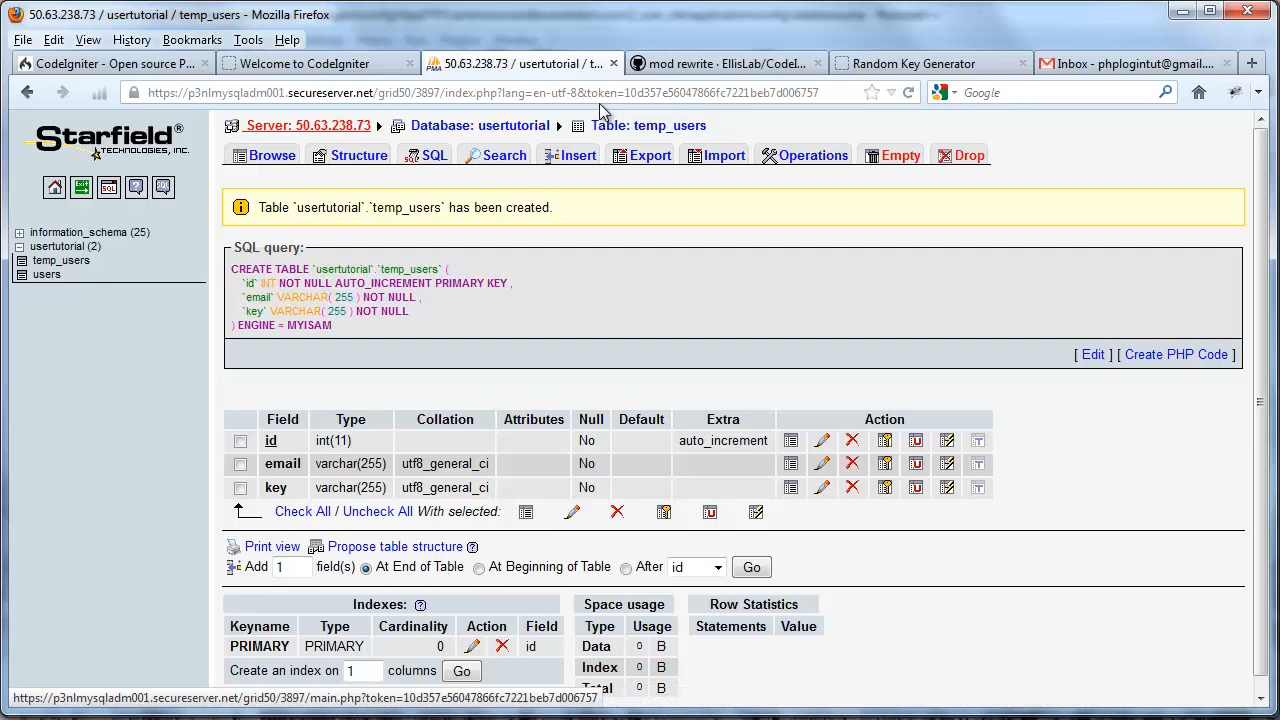 50.63.238.73 / usertutorial / temp_users - Mozilla Firefox
File Edit View History Bookmarks Tools Help
CodeIgniter - Open source P... Welcome to CodeIgniter PMA 50.63.238.73 / usertutorial / t... mod rewrite · EllisLab/CodeI... Random Key Generator Inbox - phplogintut@gmail....
https://p3nlmysqladm001.secureserver.net/grid50/3897/index.php?lang=en-utf-8&token=10d357e56047866fc7221beb7d006757 Google
Starfield
TECHNOLOGIES, INC.
Server: 50.63.238.73 Database: usertutorial Table: temp_users
Browse Structure SQL Search Insert Export Import Operations Empty Drop
SQL SQL
Table `usertutorial`.`temp_users` has been created.
information_schema (25)
usertutorial (2)
temp_users
users
SQL query:
CREATE TABLE `usertutorial`.`temp_users` (
`id` INT NOT NULL AUTO_INCREMENT PRIMARY KEY ,
`email` VARCHAR( 255 ) NOT NULL ,
`key` VARCHAR( 255 ) NOT NULL
) ENGINE = MYISAM
[ Edit ] [ Create PHP Code ]
Field Type Collation Attributes Null Default Extra Action
id int(11) No auto_increment
email varchar(255) utf8_general_ci No
key varchar(255) utf8_general_ci No
Check All / Uncheck All With selected:
Print view Propose table structure
Add 1 field(s) At End of Table At Beginning of Table After id Go
Indexes:
Keyname Type Cardinality Action Field
PRIMARY PRIMARY 0 id
Create an index on 1 columns Go
Space usage
Type Usage
Data 0 B
Index 0 B
Total 0 B
Row Statistics
Statements Value
https://p3nlmysqladm001.secureserver.net/grid50/3897/main.php?token=10d357e56047866fc7221beb7d006757